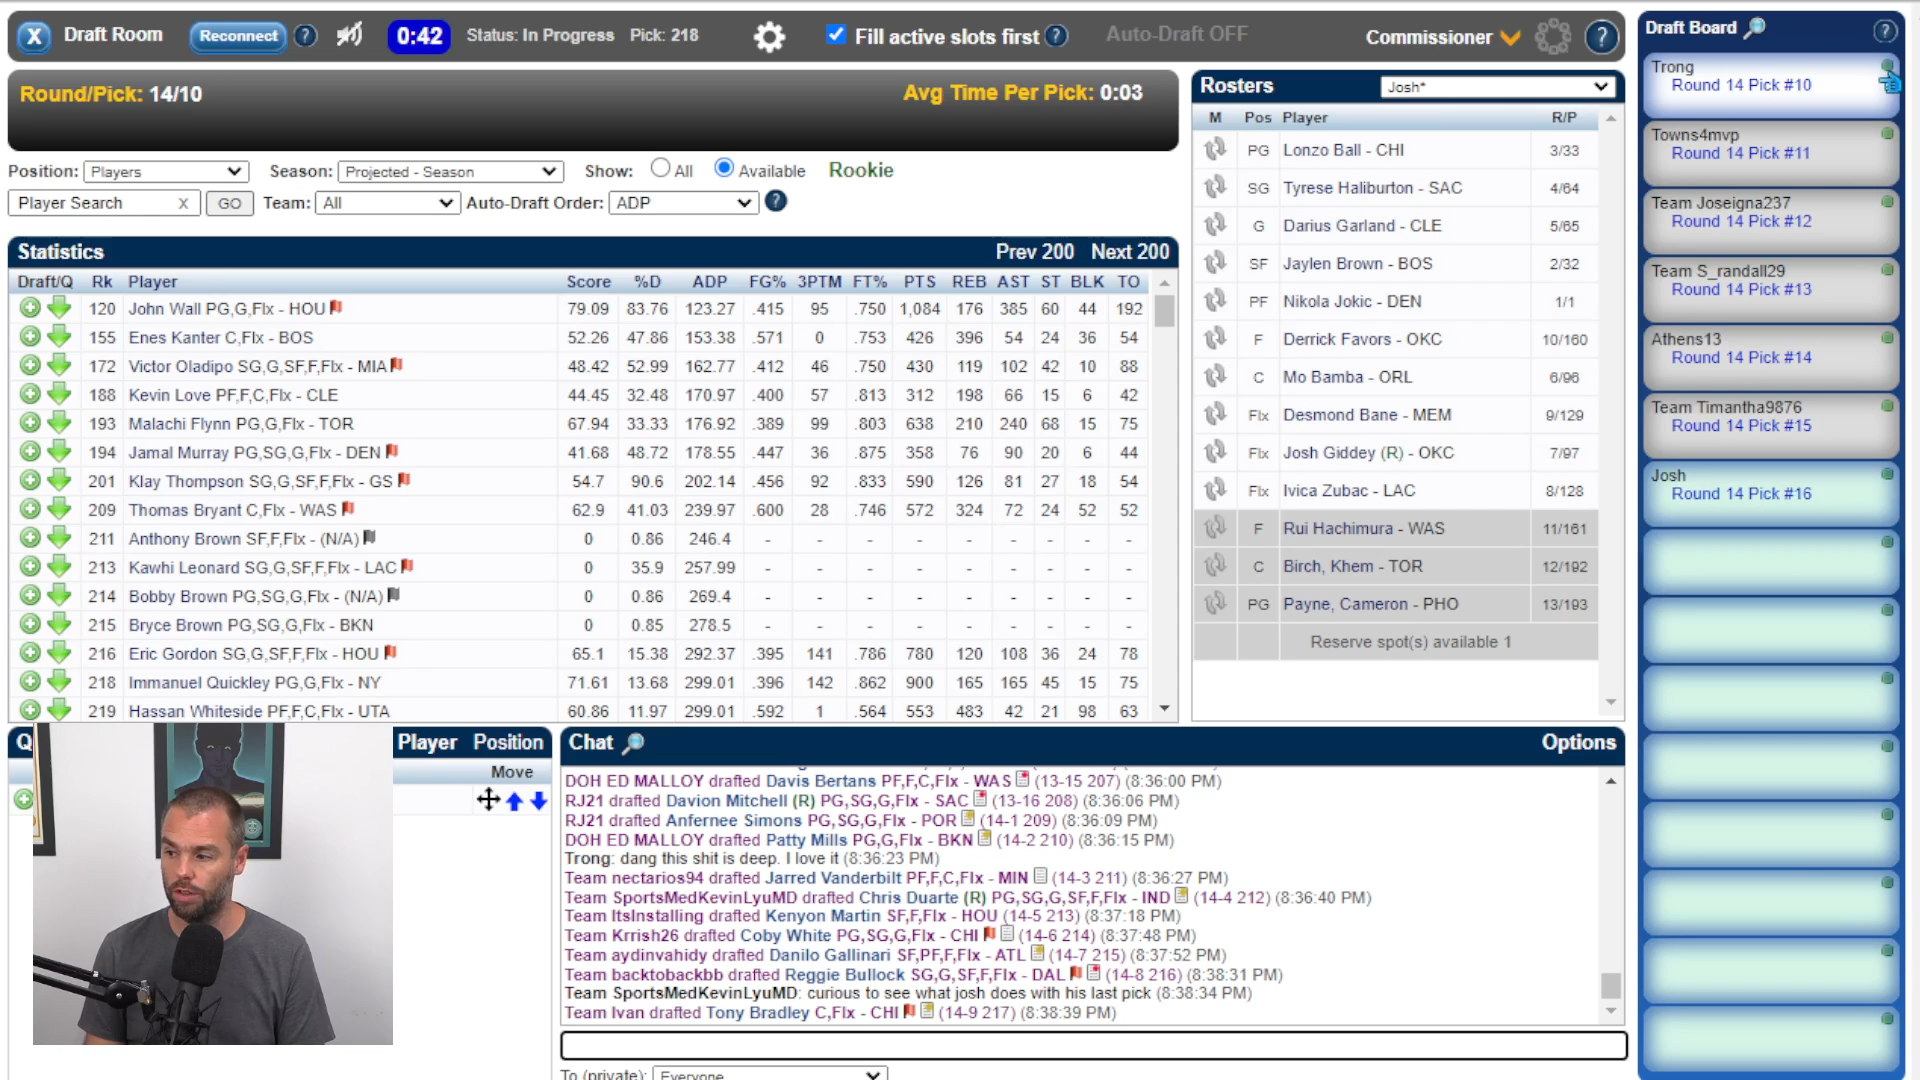 X Draft Room Reconnect ? 0:42 Status: In Progress Pick: 218 Fill active slots first ? Auto-Draft OFF Commissioner ?
Round/Pick: 14/10 Avg Time Per Pick: 0:03
Position: Players Season: Projected - Season Show: All Available Rookie
Player Search x GO Team: All Auto-Draft Order: ADP ?
Statistics Prev 200 Next 200
Draft/Q Rk Player Score %D ADP FG% 3PTM FT% PTS REB AST ST BLK TO
120 John Wall PG,G,Flx - HOU 79.09 83.76 123.27 .415 95 .750 1,084 176 385 60 44 192
155 Enes Kanter C,Flx - BOS 52.26 47.86 153.38 .571 0 .753 426 396 54 24 36 54
172 Victor Oladipo SG,G,SF,F,Flx - MIA 48.42 52.99 162.77 .412 46 .750 430 119 102 42 10 88
188 Kevin Love PF,F,C,Flx - CLE 44.45 32.48 170.97 .400 57 .813 312 198 66 15 6 42
193 Malachi Flynn PG,G,Flx - TOR 67.94 33.33 176.92 .389 99 .803 638 210 240 68 15 75
194 Jamal Murray PG,SG,G,Flx - DEN 41.68 48.72 178.55 .447 36 .875 358 76 90 20 6 44
201 Klay Thompson SG,G,SF,F,Flx - GS 54.7 90.6 202.14 .456 92 .833 590 126 81 27 18 54
209 Thomas Bryant C,Flx - WAS 62.9 41.03 239.97 .600 28 .746 572 324 72 24 52 52
211 Anthony Brown SF,F,Flx - (N/A) 0 0.86 246.4 - - - - - - - - -
213 Kawhi Leonard SG,G,SF,F,Flx - LAC 0 35.9 257.99 - - - - - - - - -
214 Bobby Brown PG,SG,G,Flx - (N/A) 0 0.86 269.4 - - - - - - - - -
215 Bryce Brown PG,SG,G,Flx - BKN 0 0.85 278.5 - - - - - - - - -
216 Eric Gordon SG,G,SF,F,Flx - HOU 65.1 15.38 292.37 .395 141 .786 780 120 108 36 24 78
218 Immanuel Quickley PG,G,Flx - NY 71.61 13.68 299.01 .396 142 .862 900 165 165 45 15 75
219 Hassan Whiteside PF,F,C,Flx - UTA 60.86 11.97 299.01 .592 1 .564 553 483 42 21 98 63
Rosters Josh*
M Pos Player R/P
PG Lonzo Ball - CHI 3/33
SG Tyrese Haliburton - SAC 4/64
G Darius Garland - CLE 5/65
SF Jaylen Brown - BOS 2/32
PF Nikola Jokic - DEN 1/1
F Derrick Favors - OKC 10/160
C Mo Bamba - ORL 6/96
Flx Desmond Bane - MEM 9/129
Flx Josh Giddey (R) - OKC 7/97
Flx Ivica Zubac - LAC 8/128
F Rui Hachimura - WAS 11/161
C Birch, Khem - TOR 12/192
PG Payne, Cameron - PHO 13/193
Reserve spot(s) available 1
Draft Board ?
Trong
Round 14 Pick #10
Towns4mvp
Round 14 Pick #11
Team Joseigna237
Round 14 Pick #12
Team S_randall29
Round 14 Pick #13
Athens13
Round 14 Pick #14
Team Timantha9876
Round 14 Pick #15
Josh
Round 14 Pick #16
Q Player Position
Move
Chat Options
DOH ED MALLOY drafted Davis Bertans PF,F,C,Flx - WAS (13-15 207) (8:36:00 PM)
RJ21 drafted Davion Mitchell (R) PG,SG,G,Flx - SAC (13-16 208) (8:36:06 PM)
RJ21 drafted Anfernee Simons PG,SG,G,Flx - POR (14-1 209) (8:36:09 PM)
DOH ED MALLOY drafted Patty Mills PG,G,Flx - BKN (14-2 210) (8:36:15 PM)
Trong: dang this shit is deep. I love it (8:36:23 PM)
Team nectarios94 drafted Jarred Vanderbilt PF,F,C,Flx - MIN (14-3 211) (8:36:27 PM)
Team SportsMedKevinLyuMD drafted Chris Duarte (R) PG,SG,G,SF,F,Flx - IND (14-4 212) (8:36:40 PM)
Team ItsInstalling drafted Kenyon Martin SF,F,Flx - HOU (14-5 213) (8:37:18 PM)
Team Krrish26 drafted Coby White PG,SG,G,Flx - CHI (14-6 214) (8:37:48 PM)
Team aydinvahidy drafted Danilo Gallinari SF,PF,F,Flx - ATL (14-7 215) (8:37:52 PM)
Team backtobackbb drafted Reggie Bullock SG,G,SF,F,Flx - DAL (14-8 216) (8:38:31 PM)
Team SportsMedKevinLyuMD: curious to see what josh does with his last pick (8:38:34 PM)
Team Ivan drafted Tony Bradley C,Flx - CHI (14-9 217) (8:38:39 PM)
To (private): Everyone